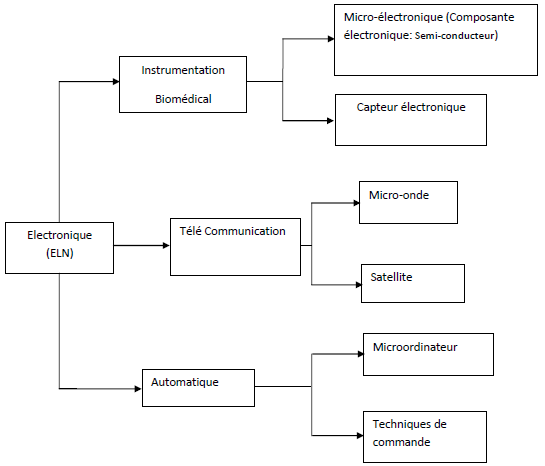 Micro-électronique (Composante
électronique: Semi-conducteur)
Instrumentation
Biomédical
Capteur électronique
Micro-onde
Electronique
(ELN)
Télé Communication
Satellite
Microordinateur
Automatique
Techniques de
commande